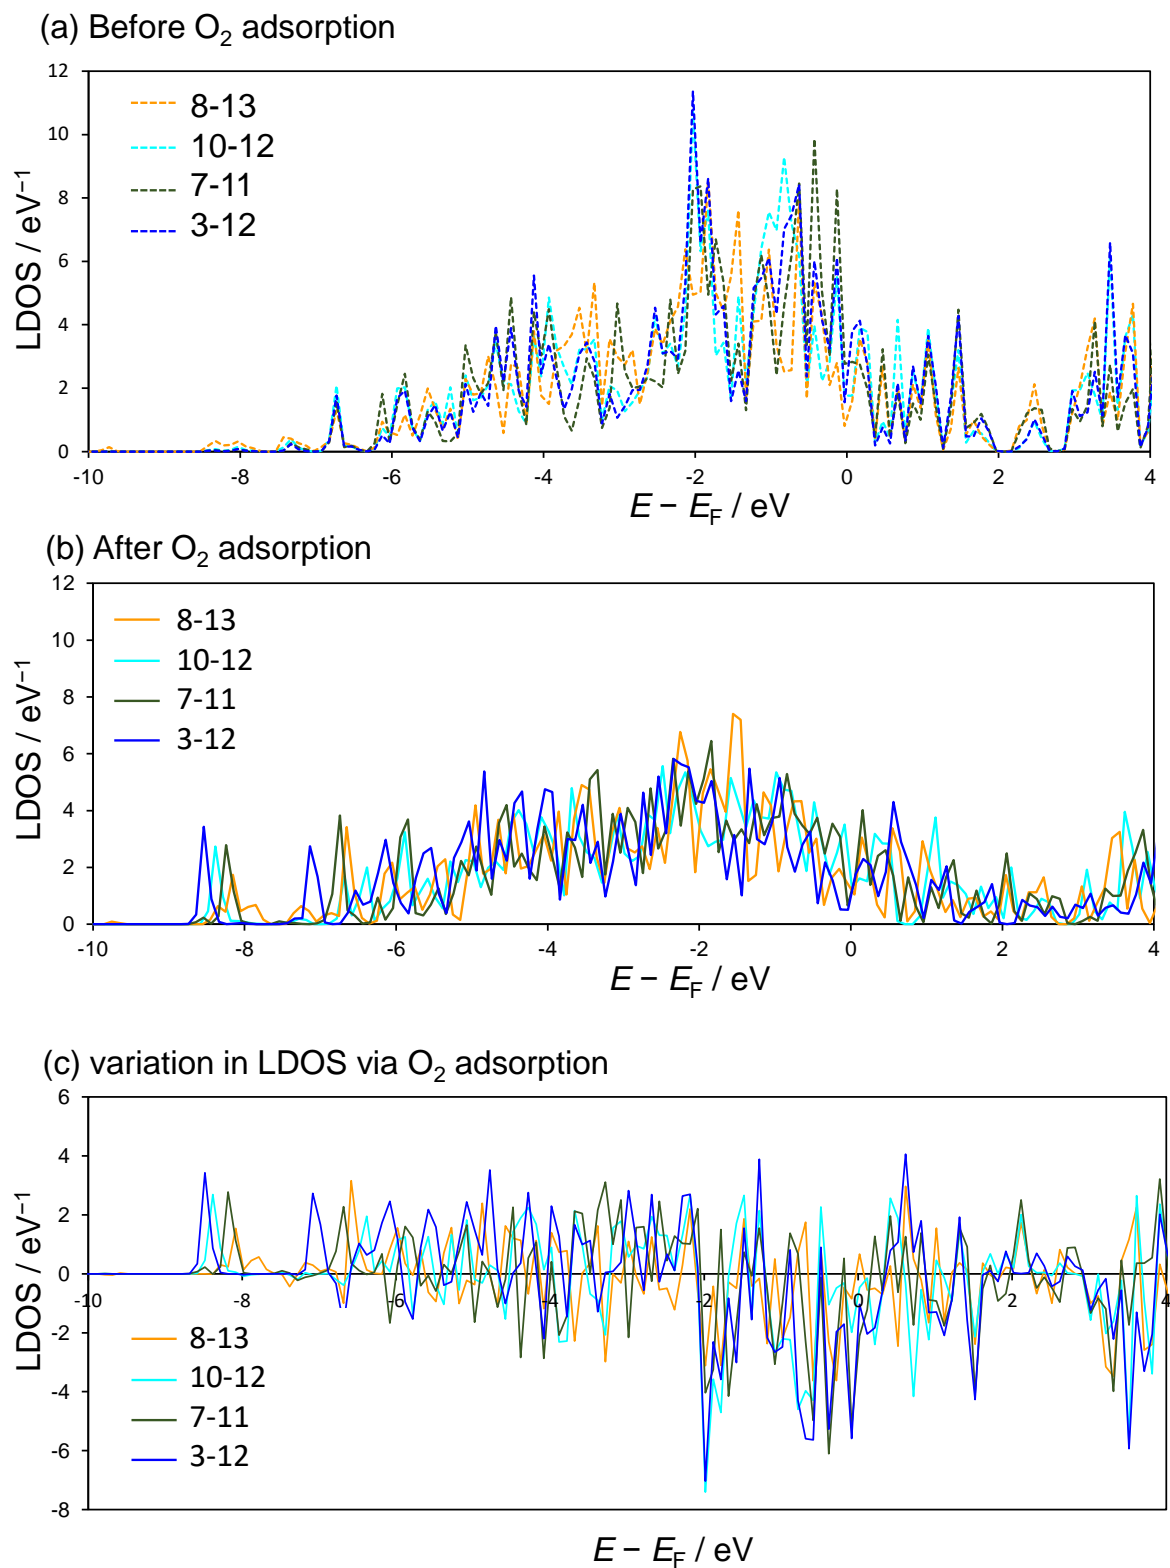 (a) Before O₂ adsorption
12
10
8
6
4
2
0
LDOS / eV⁻¹
8-13
10-12
7-11
3-12
-10 -8 -6 -4 -2 0 2 4
E − E_F / eV
(b) After O₂ adsorption
12
10
8
6
4
2
0
LDOS / eV⁻¹
8-13
10-12
7-11
3-12
-10 -8 -6 -4 -2 0 2 4
E − E_F / eV
(c) variation in LDOS via O₂ adsorption
6
4
2
0
-2
-4
-6
-8
LDOS / eV⁻¹
-10 -8 -6 -4 -2 0 2 4
8-13
10-12
7-11
3-12
E − E_F / eV